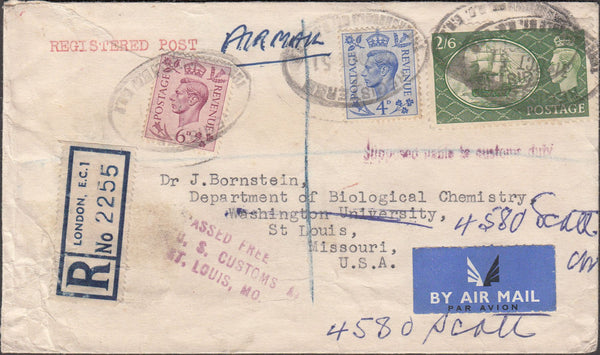 REGISTERED POST
AIRMAIL
POSTAGE
REVENUE
6D
POSTAGE
REVENUE
4D
2/6
POSTAGE
to customs duty
R
LONDON, E.C.1
No 2255
Dr J.Bornstein,
Department of Biological Chemistry
Washington University,
St Louis,
Missouri,
U.S.A.
4580 Scott
PASSED FREE
U. S. CUSTOMS
ST. LOUIS, MO.
BY AIR MAIL
PAR AVION
4580 Scott